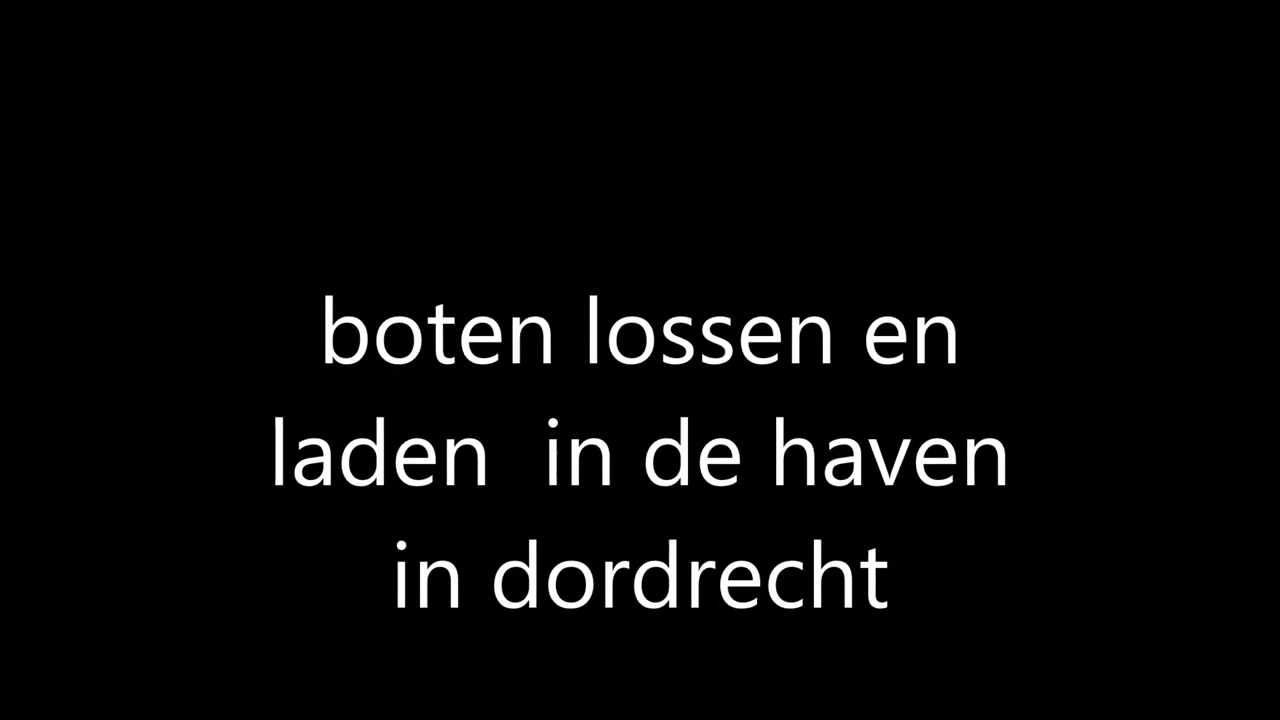 boten lossen en
laden  in de haven
in dordrecht